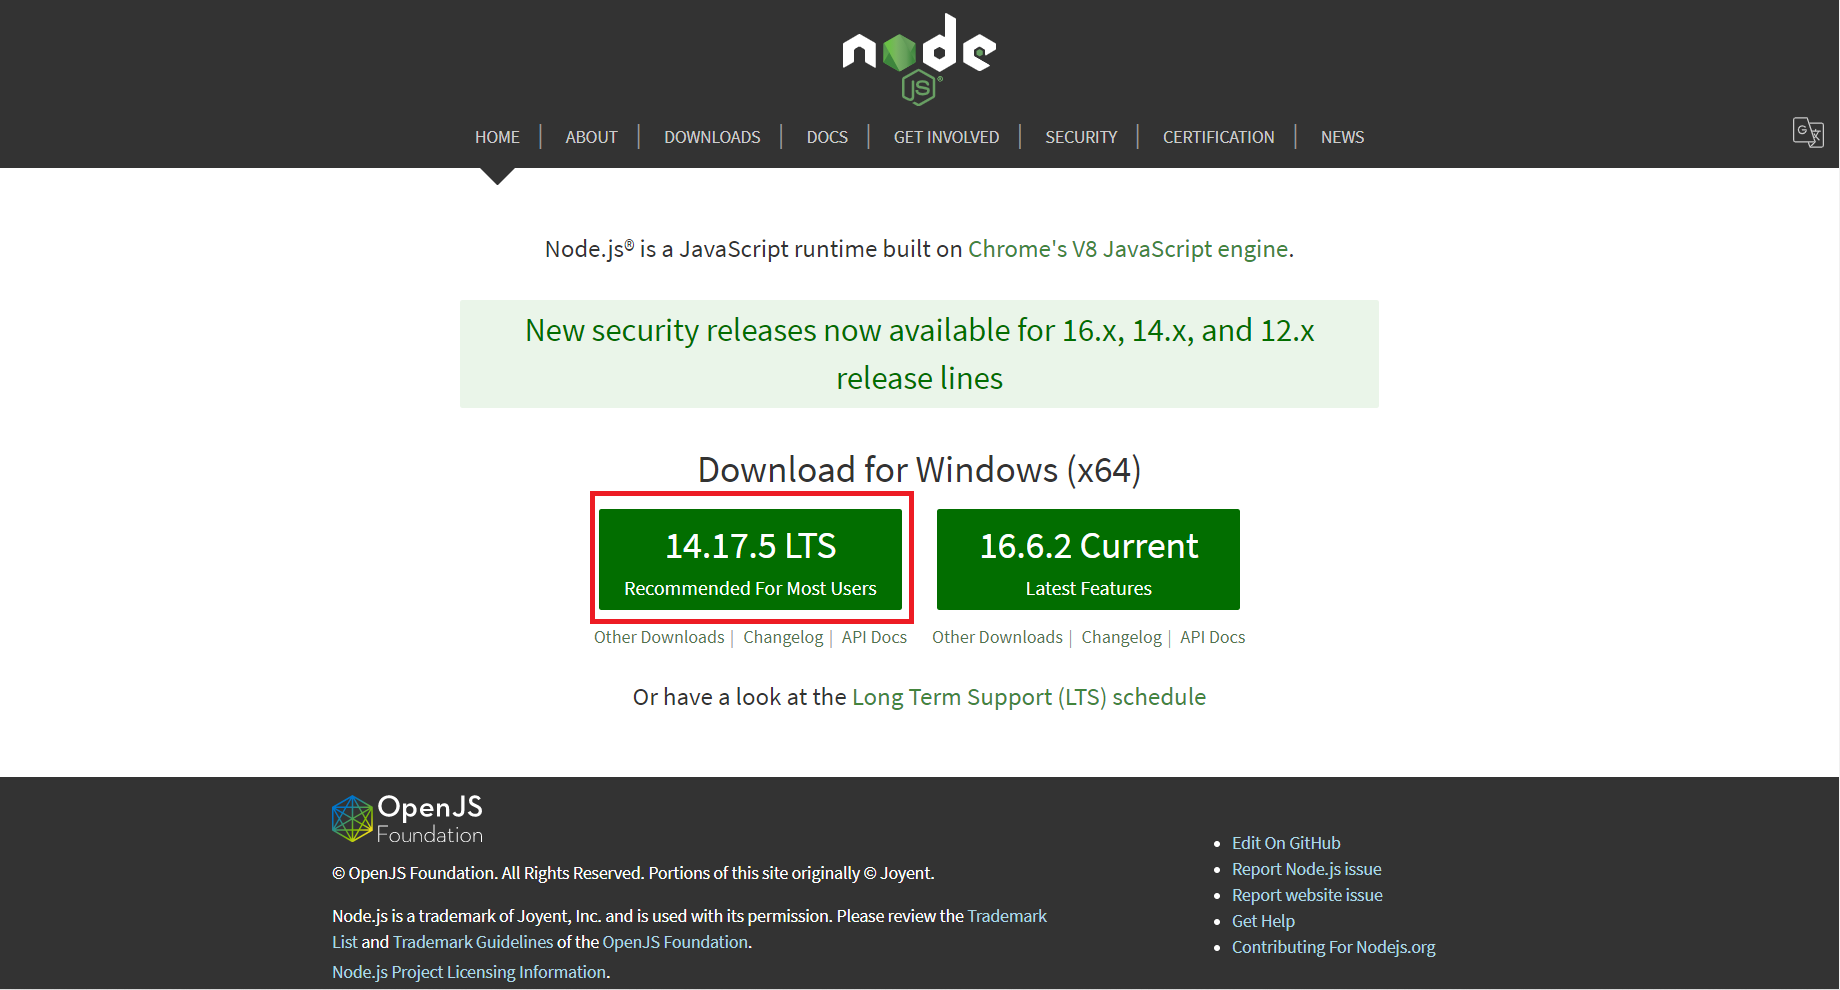 node
JS®
HOME | ABOUT | DOWNLOADS | DOCS | GET INVOLVED | SECURITY | CERTIFICATION | NEWS
G
Node.js® is a JavaScript runtime built on Chrome's V8 JavaScript engine.
New security releases now available for 16.x, 14.x, and 12.x
release lines
Download for Windows (x64)
14.17.5 LTS
Recommended For Most Users
Other Downloads | Changelog | API Docs
16.6.2 Current
Latest Features
Other Downloads | Changelog | API Docs
Or have a look at the Long Term Support (LTS) schedule
OpenJS
Foundation
© OpenJS Foundation. All Rights Reserved. Portions of this site originally © Joyent.
Node.js is a trademark of Joyent, Inc. and is used with its permission. Please review the Trademark
List and Trademark Guidelines of the OpenJS Foundation.
Node.js Project Licensing Information.
Edit On GitHub
Report Node.js issue
Report website issue
Get Help
Contributing For Nodejs.org